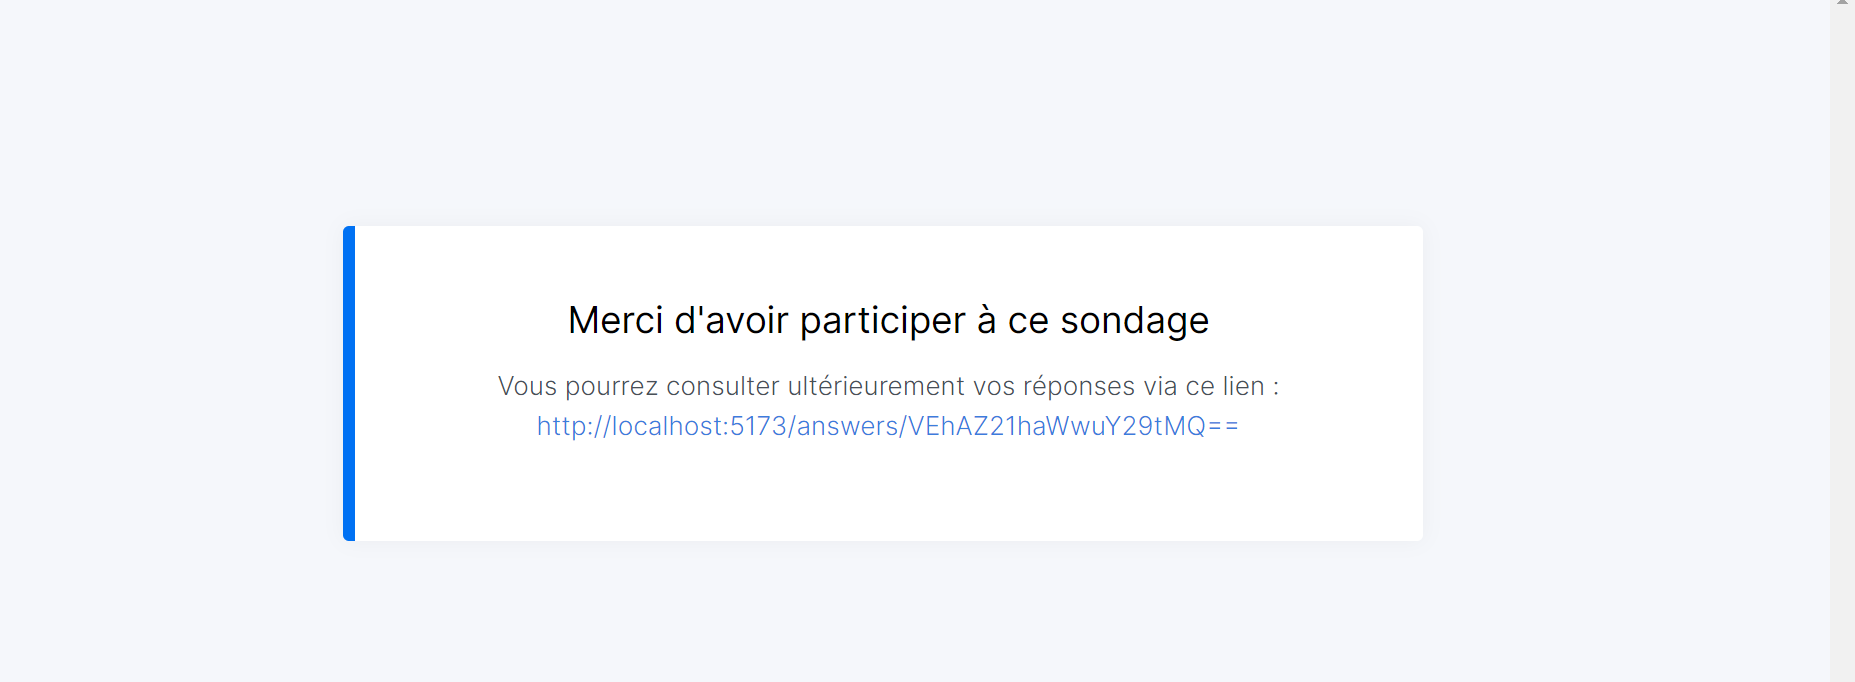 Merci d'avoir participer à ce sondage
Vous pourrez consulter ultérieurement vos réponses via ce lien :
http://localhost:5173/answers/VEhAZ21haWwuY29tMQ==